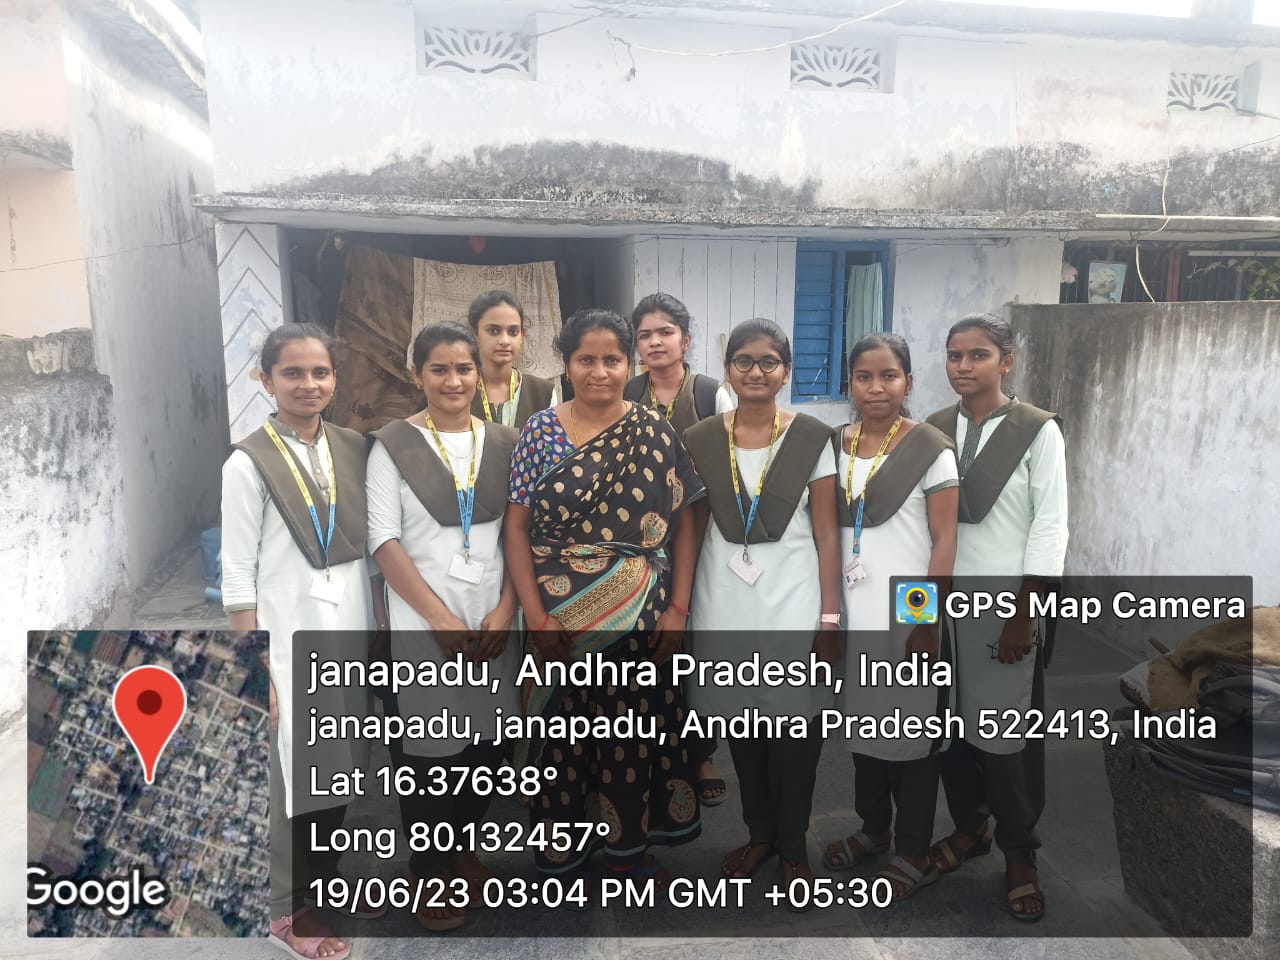 GPS Map Camera
janapadu, Andhra Pradesh, India
janapadu, janapadu, Andhra Pradesh 522413, India
Lat 16.37638°
Long 80.132457°
19/06/23 03:04 PM GMT +05:30
Google